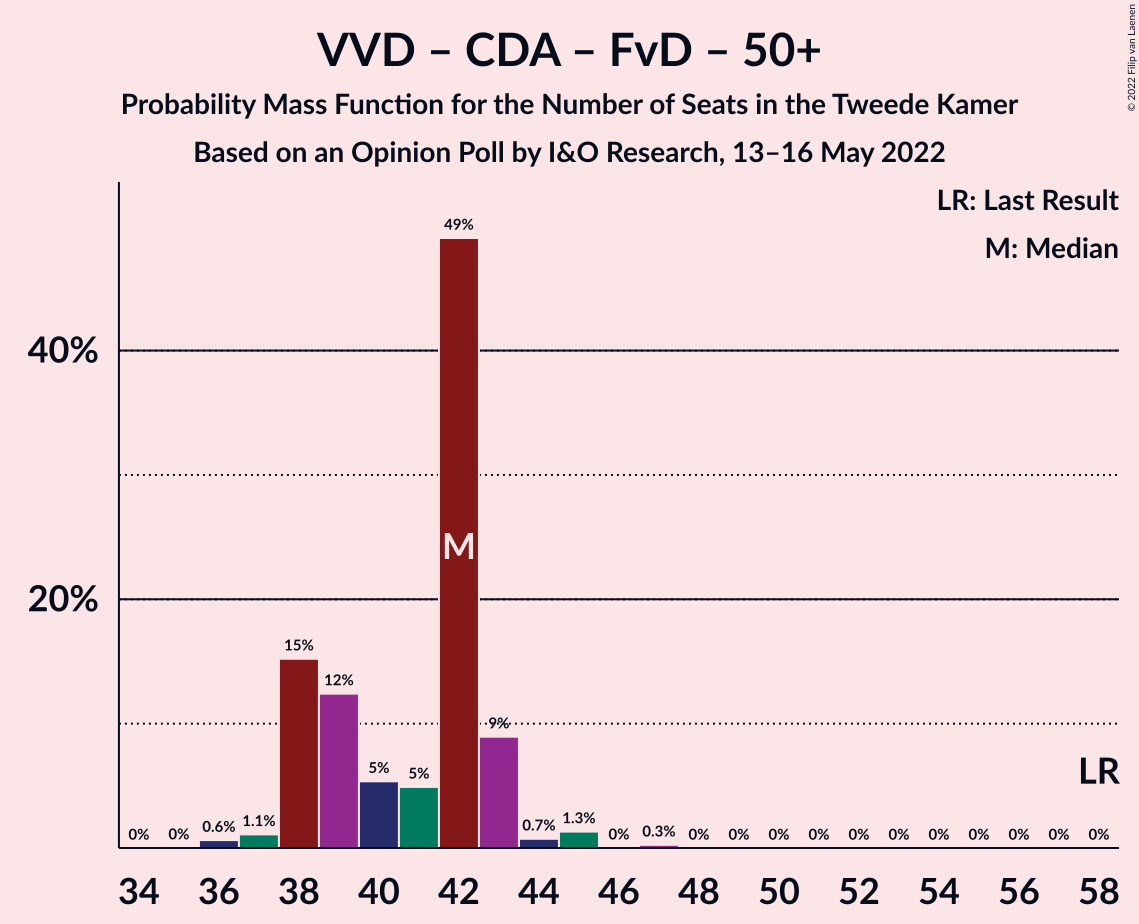 VVD – CDA – FvD – 50+
Probability Mass Function for the Number of Seats in the Tweede Kamer
Based on an Opinion Poll by I&O Research, 13–16 May 2022
© 2022 Filip van Laenen
LR: Last Result
M: Median
40%
20%
0% 0% 0.6% 1.1% 15% 12% 5% 5% 49% 9% 0.7% 1.3% 0% 0.3% 0% 0% 0% 0% 0% 0% 0% 0% 0% 0% 0%
M
LR
34 36 38 40 42 44 46 48 50 52 54 56 58